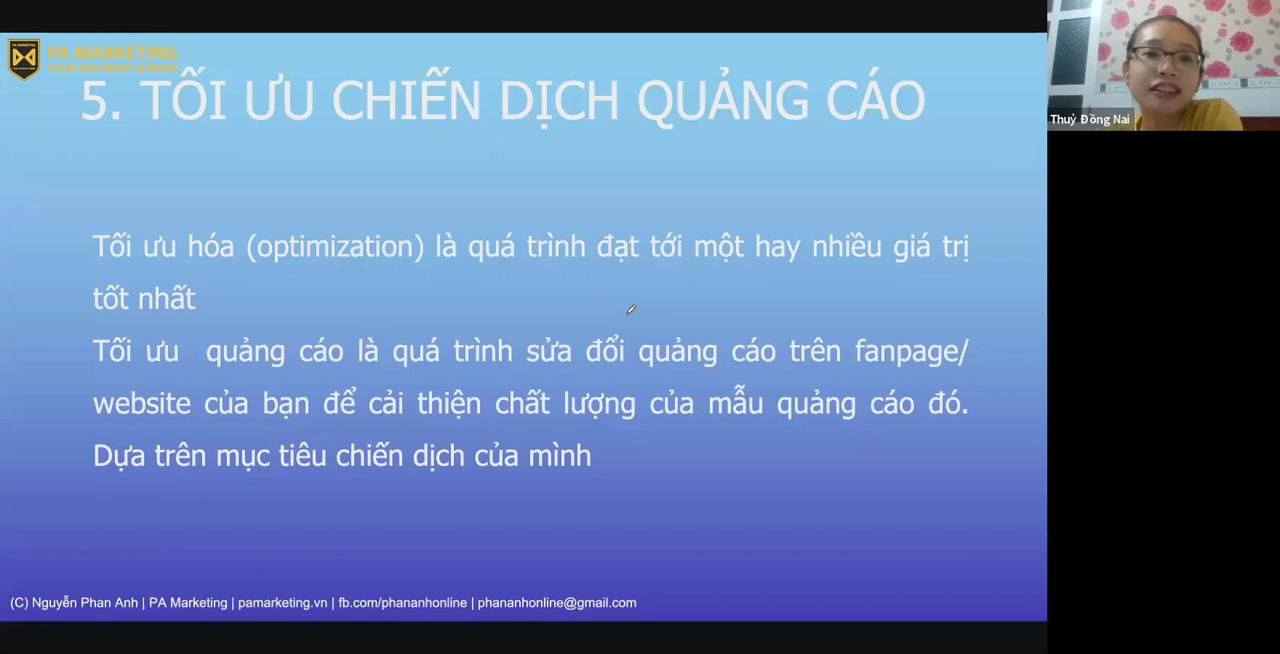 PA MARKETING
5. TỐI ƯU CHIẾN DỊCH QUẢNG CÁO
Thuỷ Đồng Nai
Tối ưu hóa (optimization) là quá trình đạt tới một hay nhiều giá trị
tốt nhất
Tối ưu quảng cáo là quá trình sửa đổi quảng cáo trên fanpage/
website của bạn để cải thiện chất lượng của mẫu quảng cáo đó.
Dựa trên mục tiêu chiến dịch của mình
(C) Nguyễn Phan Anh | PA Marketing | pamarketing.vn | fb.com/phananhonline | phananhonline@gmail.com